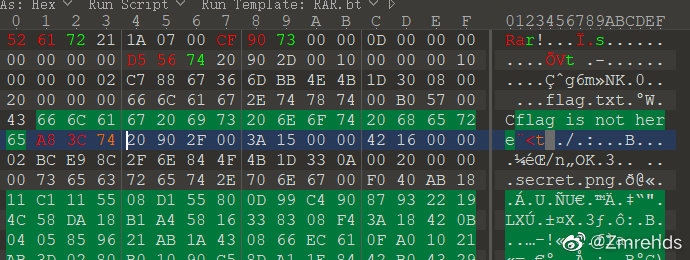 As: Hex Run Script Run Template: RAR.bt
0 1 2 3 4 5 6 7 8 9 A B C D E F 0123456789ABCDEF
52 61 72 21 1A 07 00 CF 90 73 00 00 0D 00 00 00 Rar!...Ï.s......
00 00 00 00 D5 56 74 20 90 2D 00 10 00 00 00 10 ....ÕVt .-......
00 00 00 02 C7 88 67 36 6D BB 4E 4B 1D 30 08 00 ....Çˆg6m»NK.0..
20 00 00 00 66 6C 61 67 2E 74 78 74 00 B0 57 00 ...flag.txt.°W.
43 66 6C 61 67 20 69 73 20 6E 6F 74 20 68 65 72 Cflag is not her
65 A8 3C 74 20 90 2F 00 3A 15 00 00 42 16 00 00 e¨<t ./.:...B...
02 BC E9 8C 2F 6E 84 4F 4B 1D 33 0A 00 20 00 00 .¼éŒ/n„OK.3.. ..
00 73 65 63 72 65 74 2E 70 6E 67 00 F0 40 AB 18 .secret.png.ð@«.
11 C1 11 55 08 D1 55 80 0D 99 C4 90 87 93 22 19 .Á.U.ÑU€.™Ä.‡“".
4C 58 DA 18 B1 A4 58 16 33 83 08 F4 3A 18 42 0B LXÚ.±¤X.3ƒ.ô:.B.
04 05 85 96 21 AB 1A 43 08 66 EC 61 0F A0 10 21
@Zmrehds